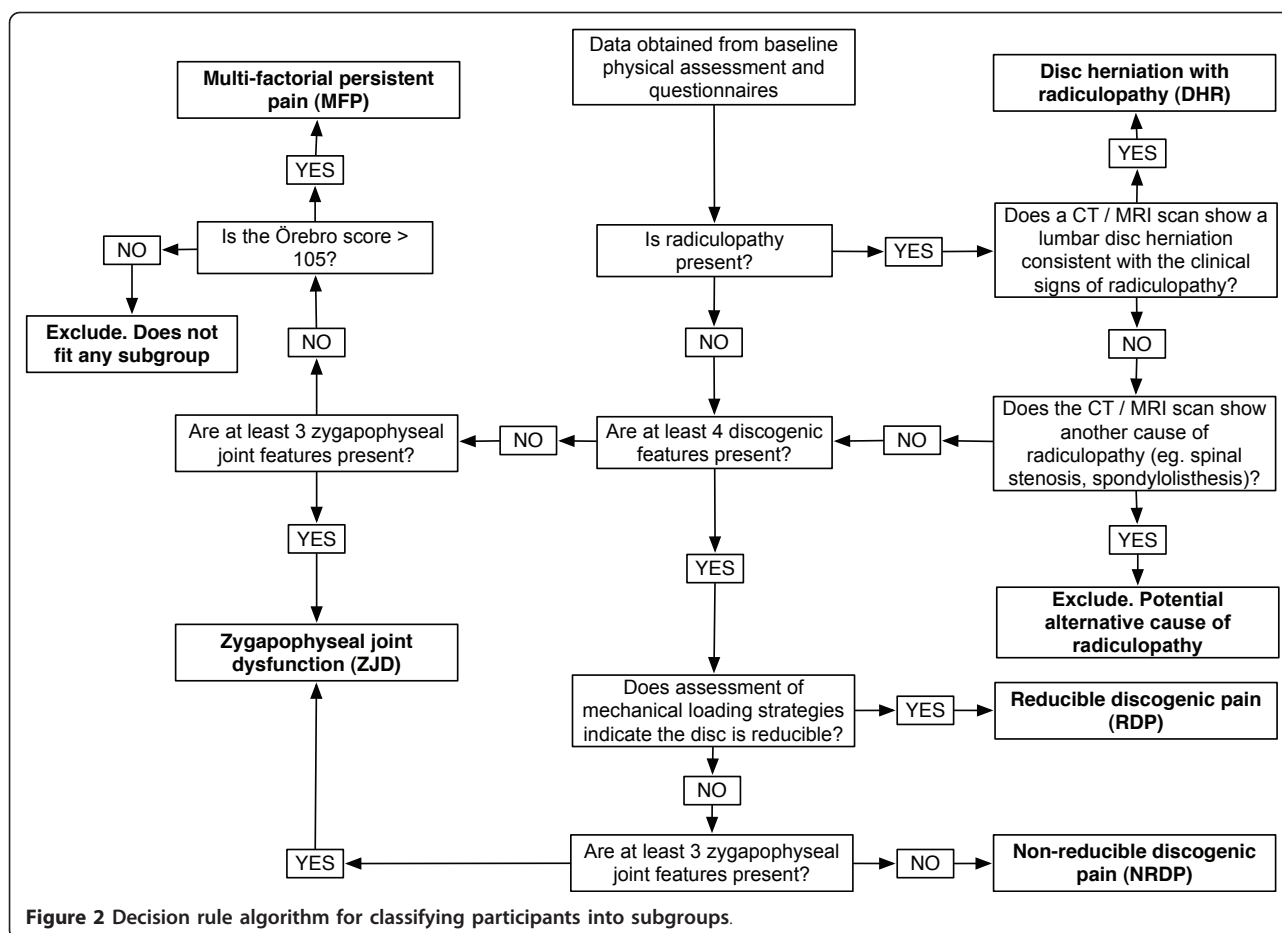 Data obtained from baseline
physical assessment and
questionnaires
Multi-factorial persistent
pain (MFP)
Disc herniation with
radiculopathy (DHR)
YES
YES
Is the Örebro score >
105?
NO
Is radiculopathy
present?
YES
Does a CT / MRI scan show a
lumbar disc herniation
consistent with the clinical
signs of radiculopathy?
Exclude. Does not
fit any subgroup
NO
NO
NO
Are at least 3 zygapophyseal
joint features present?
NO
Are at least 4 discogenic
features present?
NO
Does the CT / MRI scan show
another cause of
radiculopathy (eg. spinal
stenosis, spondylolisthesis)?
YES
YES
YES
Zygapophyseal joint
dysfunction (ZJD)
Exclude. Potential
alternative cause of
radiculopathy
Does assessment of
mechanical loading strategies
indicate the disc is reducible?
YES
Reducible discogenic pain
(RDP)
NO
YES
Are at least 3 zygapophyseal
joint features present?
NO
Non-reducible discogenic
pain (NRDP)
Figure 2 Decision rule algorithm for classifying participants into subgroups.